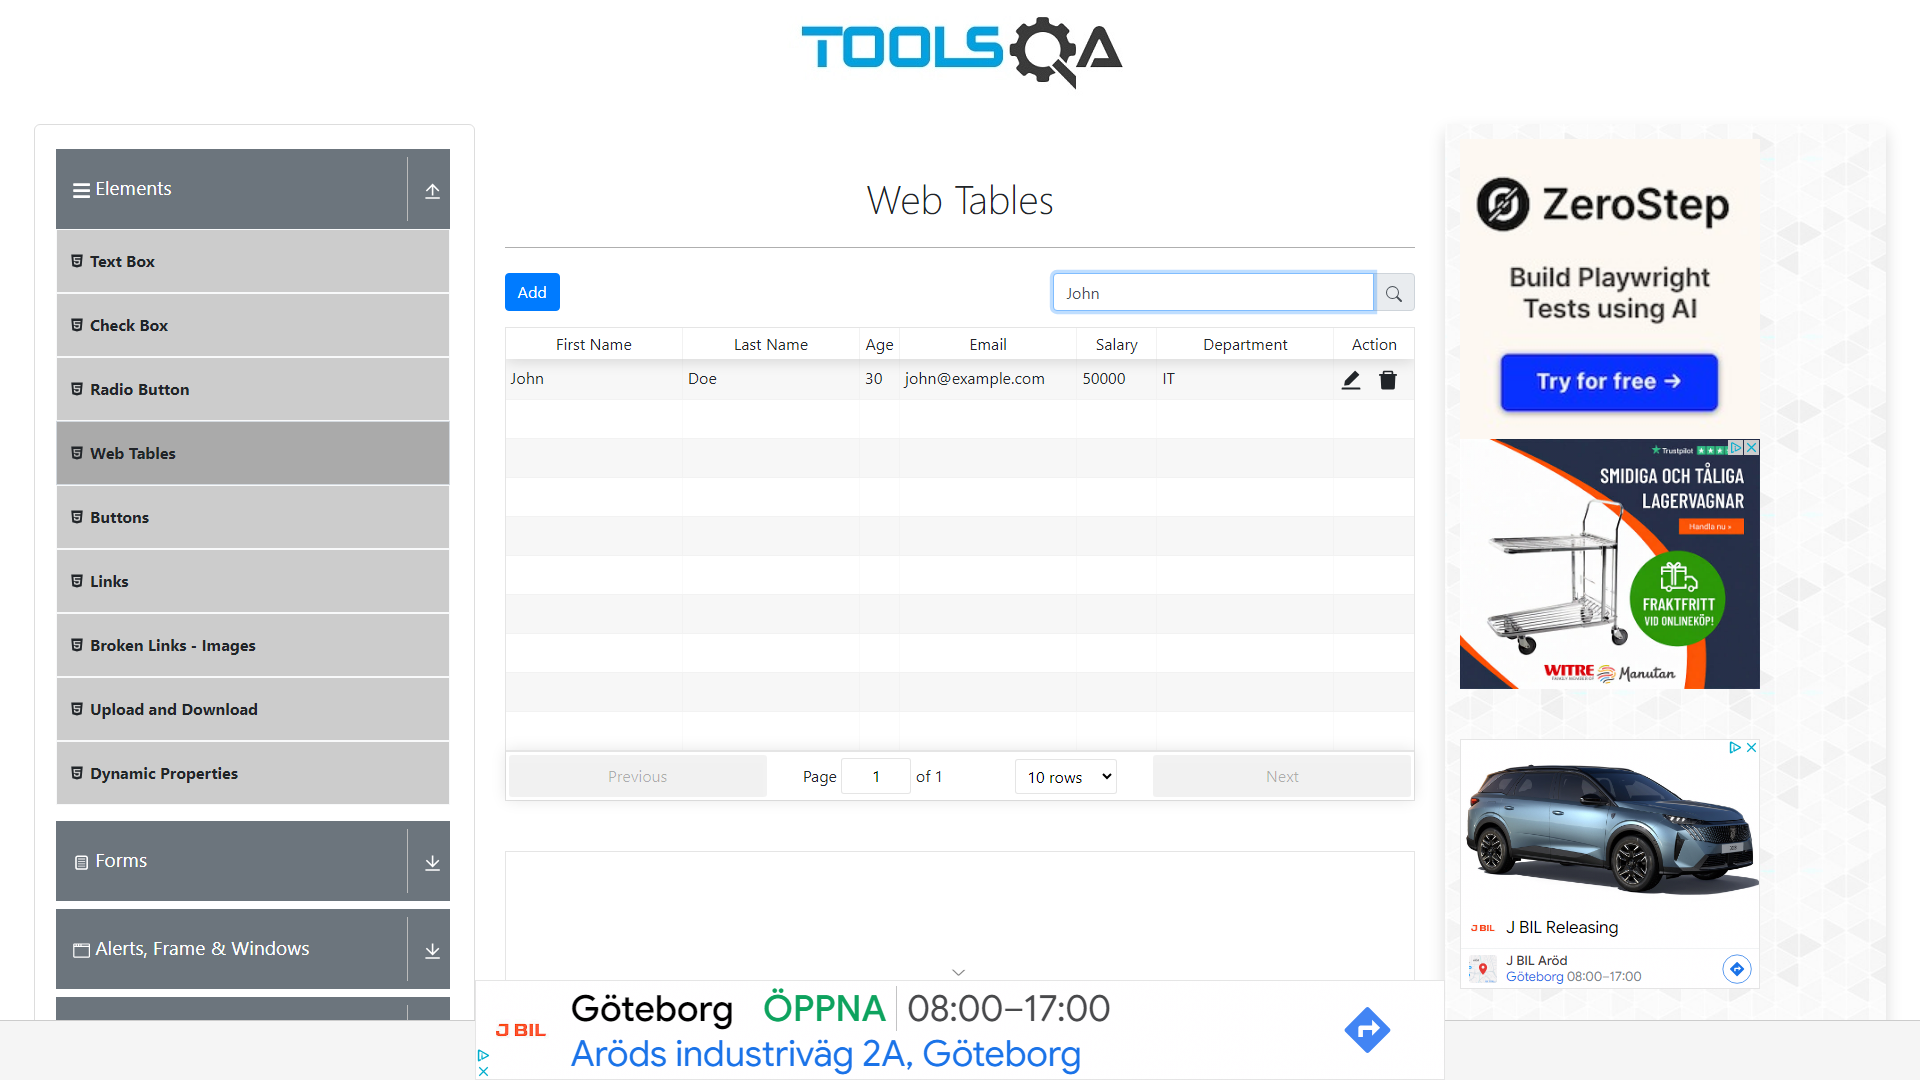 TOOLSQA
Elements
Text Box
Check Box
Radio Button
Web Tables
Buttons
Links
Broken Links - Images
Upload and Download
Dynamic Properties
Forms
Alerts, Frame & Windows
Web Tables
Add
John
First Name Last Name Age Email Salary Department Action
John Doe 30 john@example.com 50000 IT
Previous Page 1 of 1 10 rows Next
ZeroStep
Build Playwright
Tests using AI
Try for free →
Trustpilot
SMIDIGA OCH TÅLIGA
LAGERVAGNAR
Handla nu »
FRAKTFRITT
VID ONLINEKÖP!
WITRE Manutan
J BIL J BIL Releasing
J BIL Aröd
Göteborg 08:00–17:00
J BIL
Göteborg ÖPPNA 08:00–17:00
Aröds industriväg 2A, Göteborg